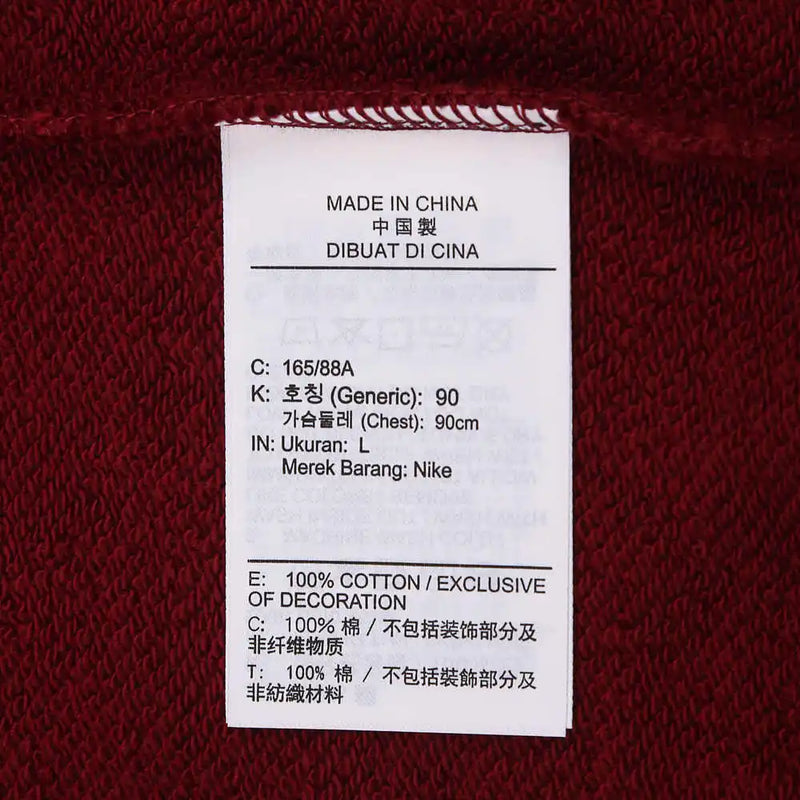 MADE IN CHINA
中国製
DIBUAT DI CINA
C: 165/88A
K: 호칭 (Generic): 90
가슴둘레 (Chest): 90cm
IN: Ukuran: L
Merek Barang: Nike
E: 100% COTTON / EXCLUSIVE
OF DECORATION
C: 100% 棉 / 不包括装饰部分及
非纤维物质
T: 100% 棉 / 不包括裝飾部分及
非紡織材料